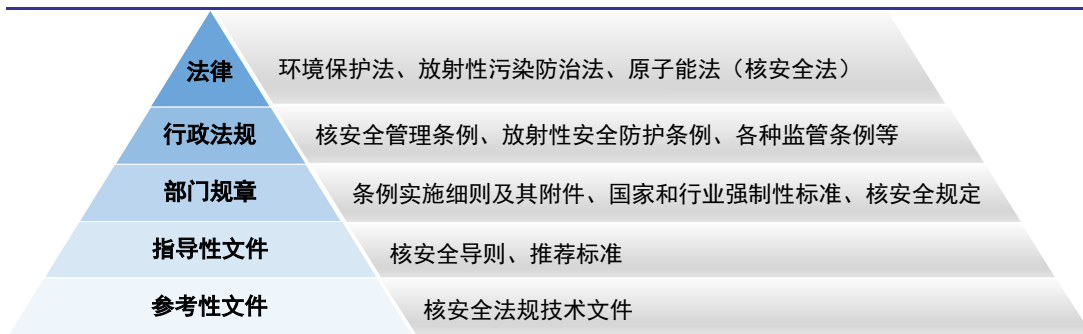 法律
环境保护法、放射性污染防治法、原子能法（核安全法）
行政法规
核安全管理条例、放射性安全防护条例、各种监管条例等
部门规章
条例实施细则及其附件、国家和行业强制性标准、核安全规定
指导性文件
核安全导则、推荐标准
参考性文件
核安全法规技术文件